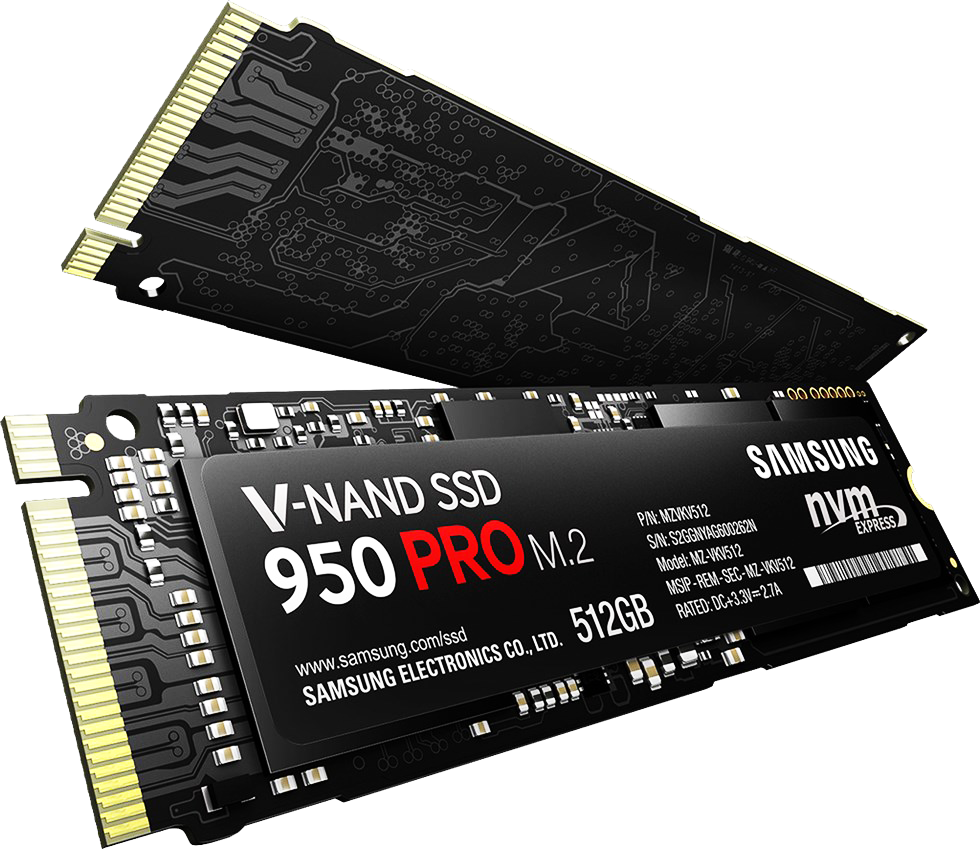 V-NAND SSD
950 PRO M.2
www.samsung.com/ssd
SAMSUNG ELECTRONICS CO., LTD.
512GB
P/N: MZVKV512
S/N: S2GGNYAG600262N
Model: MZ-VKV512
MSIP-REM-SEC-MZ-VKV512
RATED: DC+3.3V⎓2.7A
SAMSUNG
nvm
EXPRESS